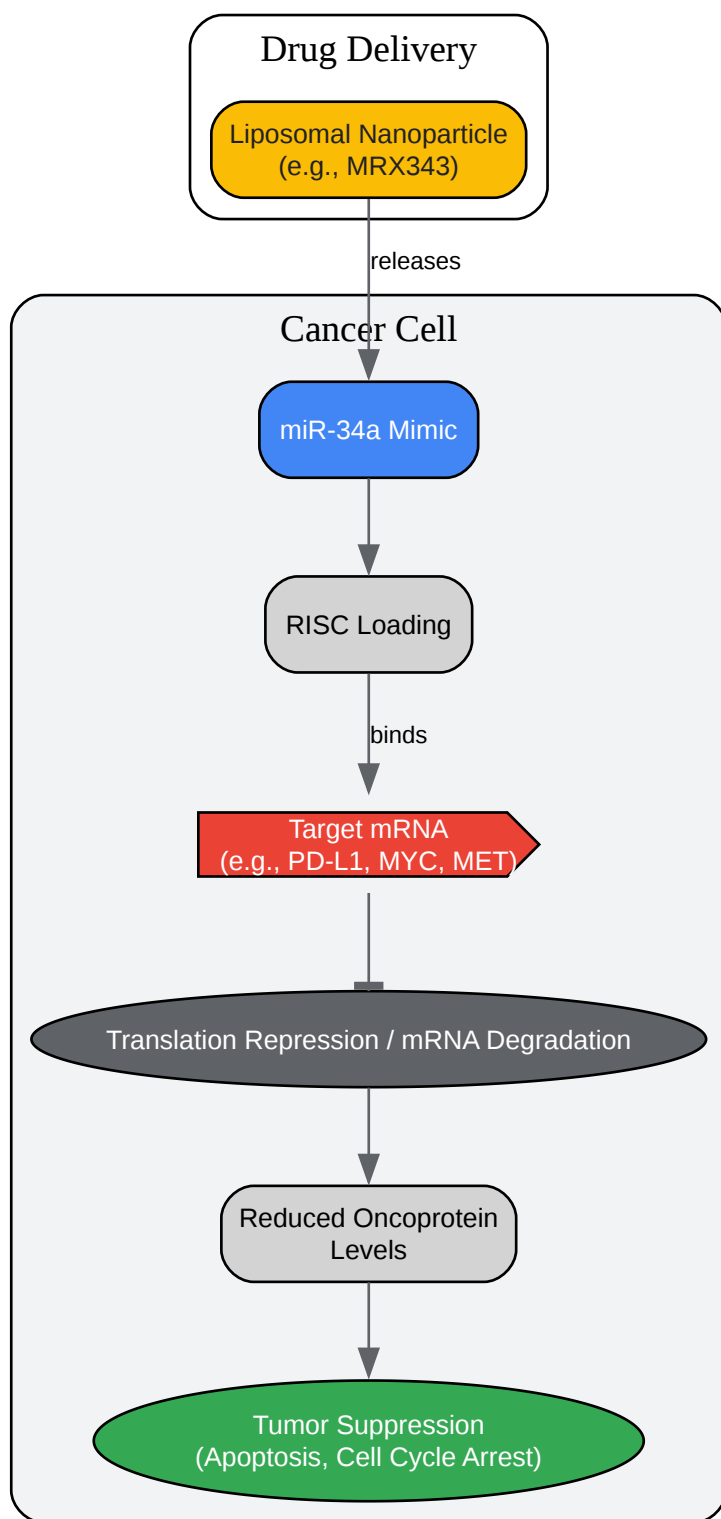 Drug Delivery
Liposomal Nanoparticle
(e.g., MRX343)
releases
Cancer Cell
miR-34a Mimic
RISC Loading
binds
Target mRNA
(e.g., PD-L1, MYC, MET)
Translation Repression / mRNA Degradation
Reduced Oncoprotein
Levels
Tumor Suppression
(Apoptosis, Cell Cycle Arrest)